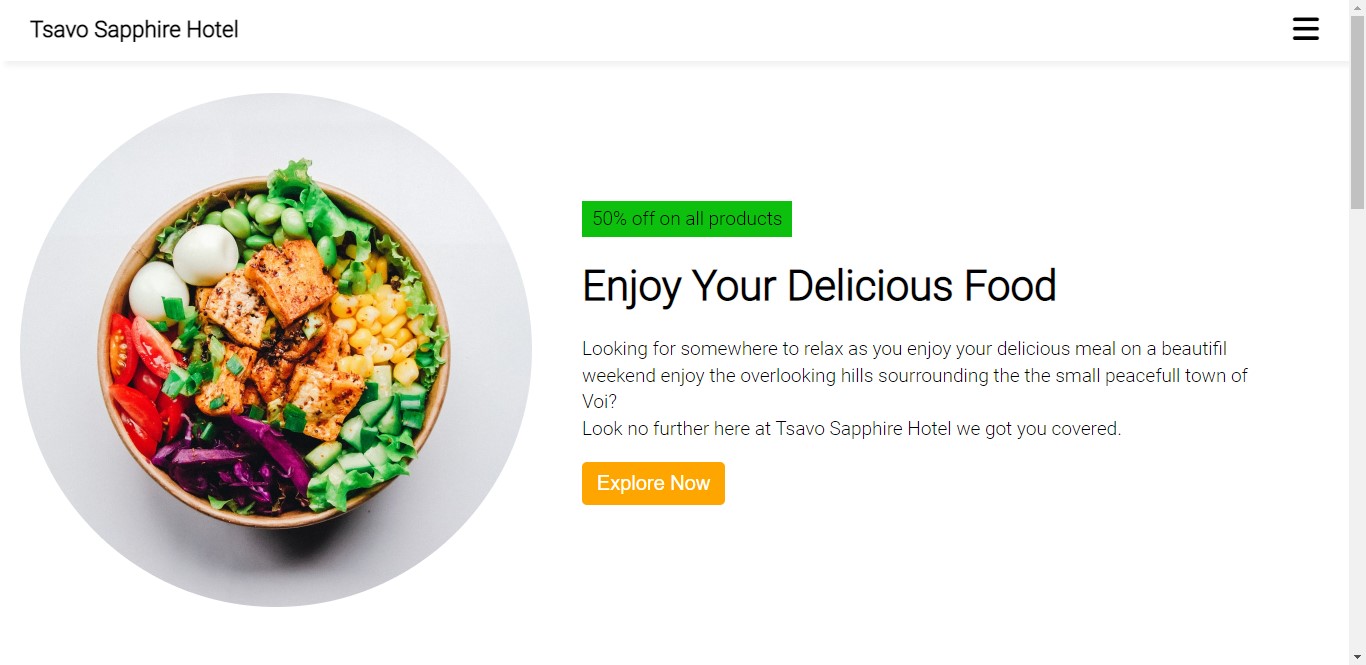 Tsavo Sapphire Hotel
50% off on all products
Enjoy Your Delicious Food
Looking for somewhere to relax as you enjoy your delicious meal on a beautifil
weekend enjoy the overlooking hills sourrounding the the small peacefull town of
Voi?
Look no further here at Tsavo Sapphire Hotel we got you covered.
Explore Now